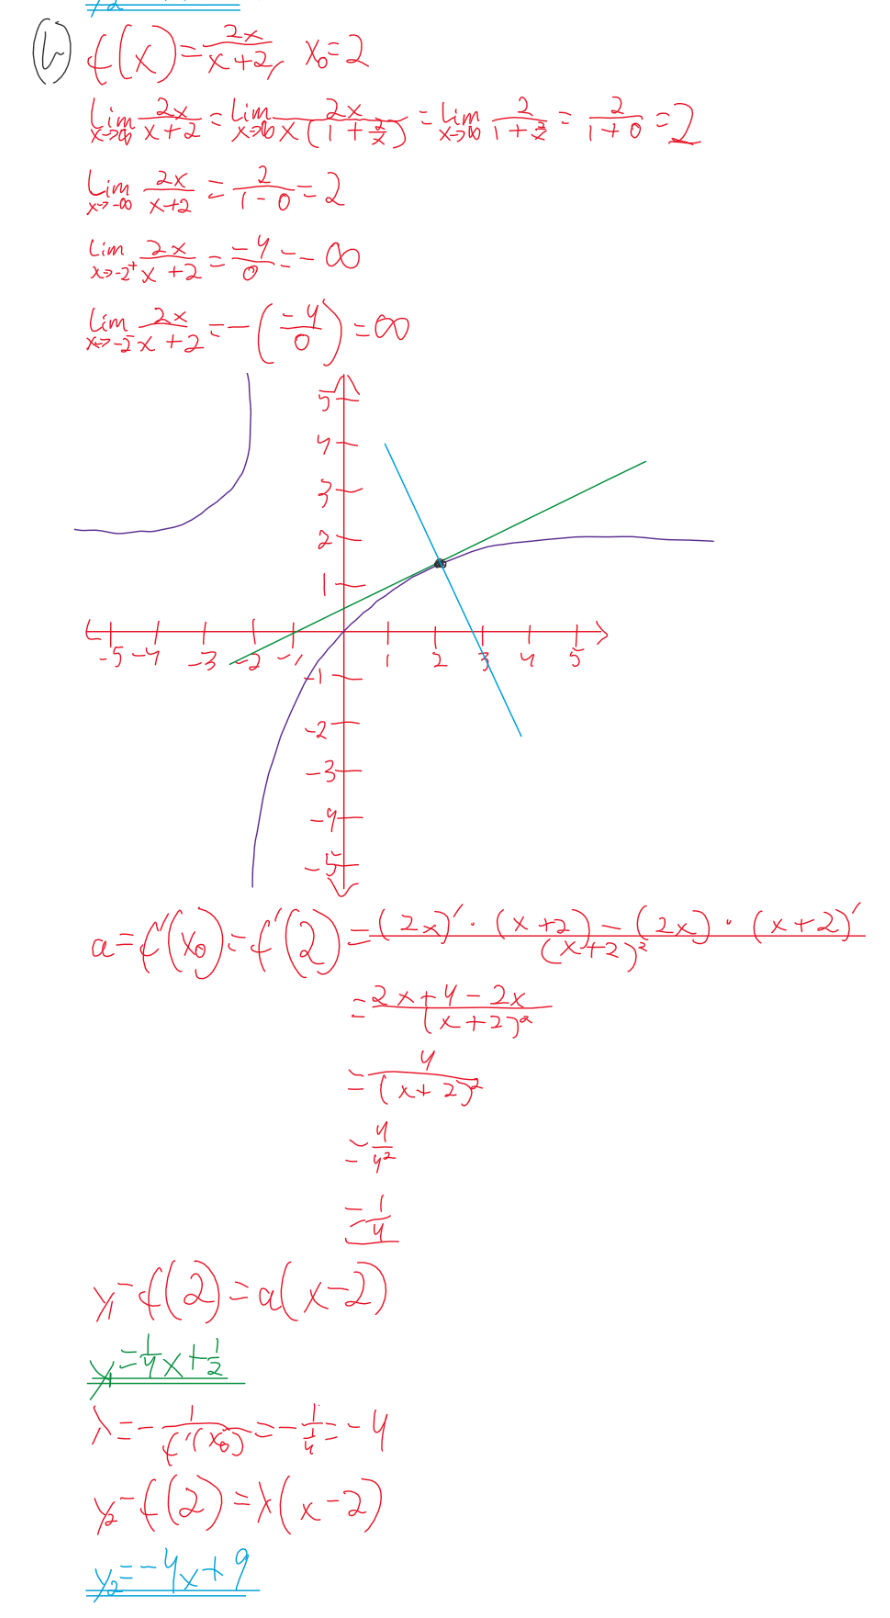 y₂
b) f(x) = 2x/(x+2), x₀ = 2
lim x→∞ 2x/(x+2) = lim x→∞ 2x/(x(1 + 2/x)) = lim x→∞ 2/(1 + 2/x) = 2/(1+0) = 2
lim x→-∞ 2x/(x+2) = 2/(1-0) = 2
lim x→-2⁺ 2x/(x+2) = -4/0 = -∞
lim x→-2⁻ 2x/(x+2) = -(-4/0) = ∞
5
4
3
2
1
-5 -4 -3 -2 -1 1 2 3 4 5
-1
-2
-3
-4
-5
a = f'(x₀) = f'(2) = ((2x)' · (x+2) - (2x) · (x+2)')/(x+2)²
= (2x+4-2x)/(x+2)²
= 4/(x+2)²
= 4/4²
= 1/4
y₁ - f(2) = a(x-2)
y₁ = 1/4 x + 1/2
λ = - 1/f'(x₀) = - 1/(1/4) = -4
y₂ - f(2) = λ(x-2)
y₂ = -4x+9